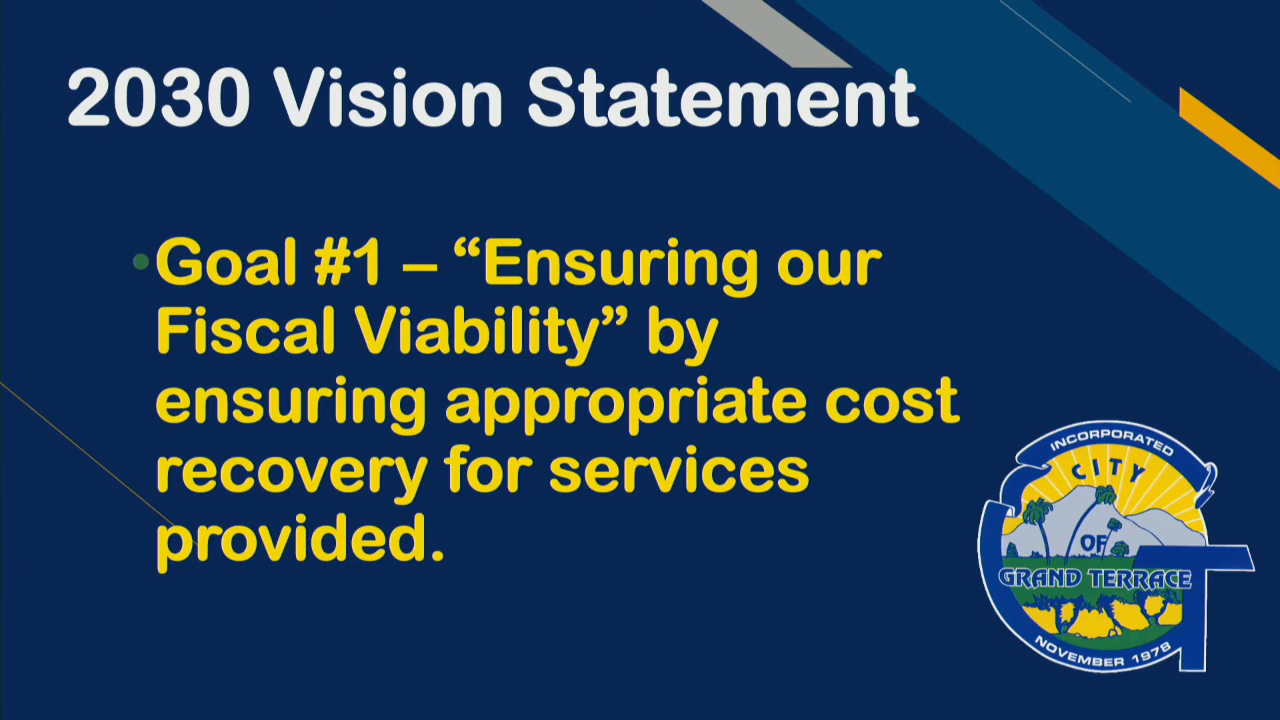 2030 Vision Statement
•Goal #1 – “Ensuring our
Fiscal Viability” by
ensuring appropriate cost
recovery for services
provided.
INCORPORATED
CITY
OF
GRAND TERRACE
NOVEMBER 1978